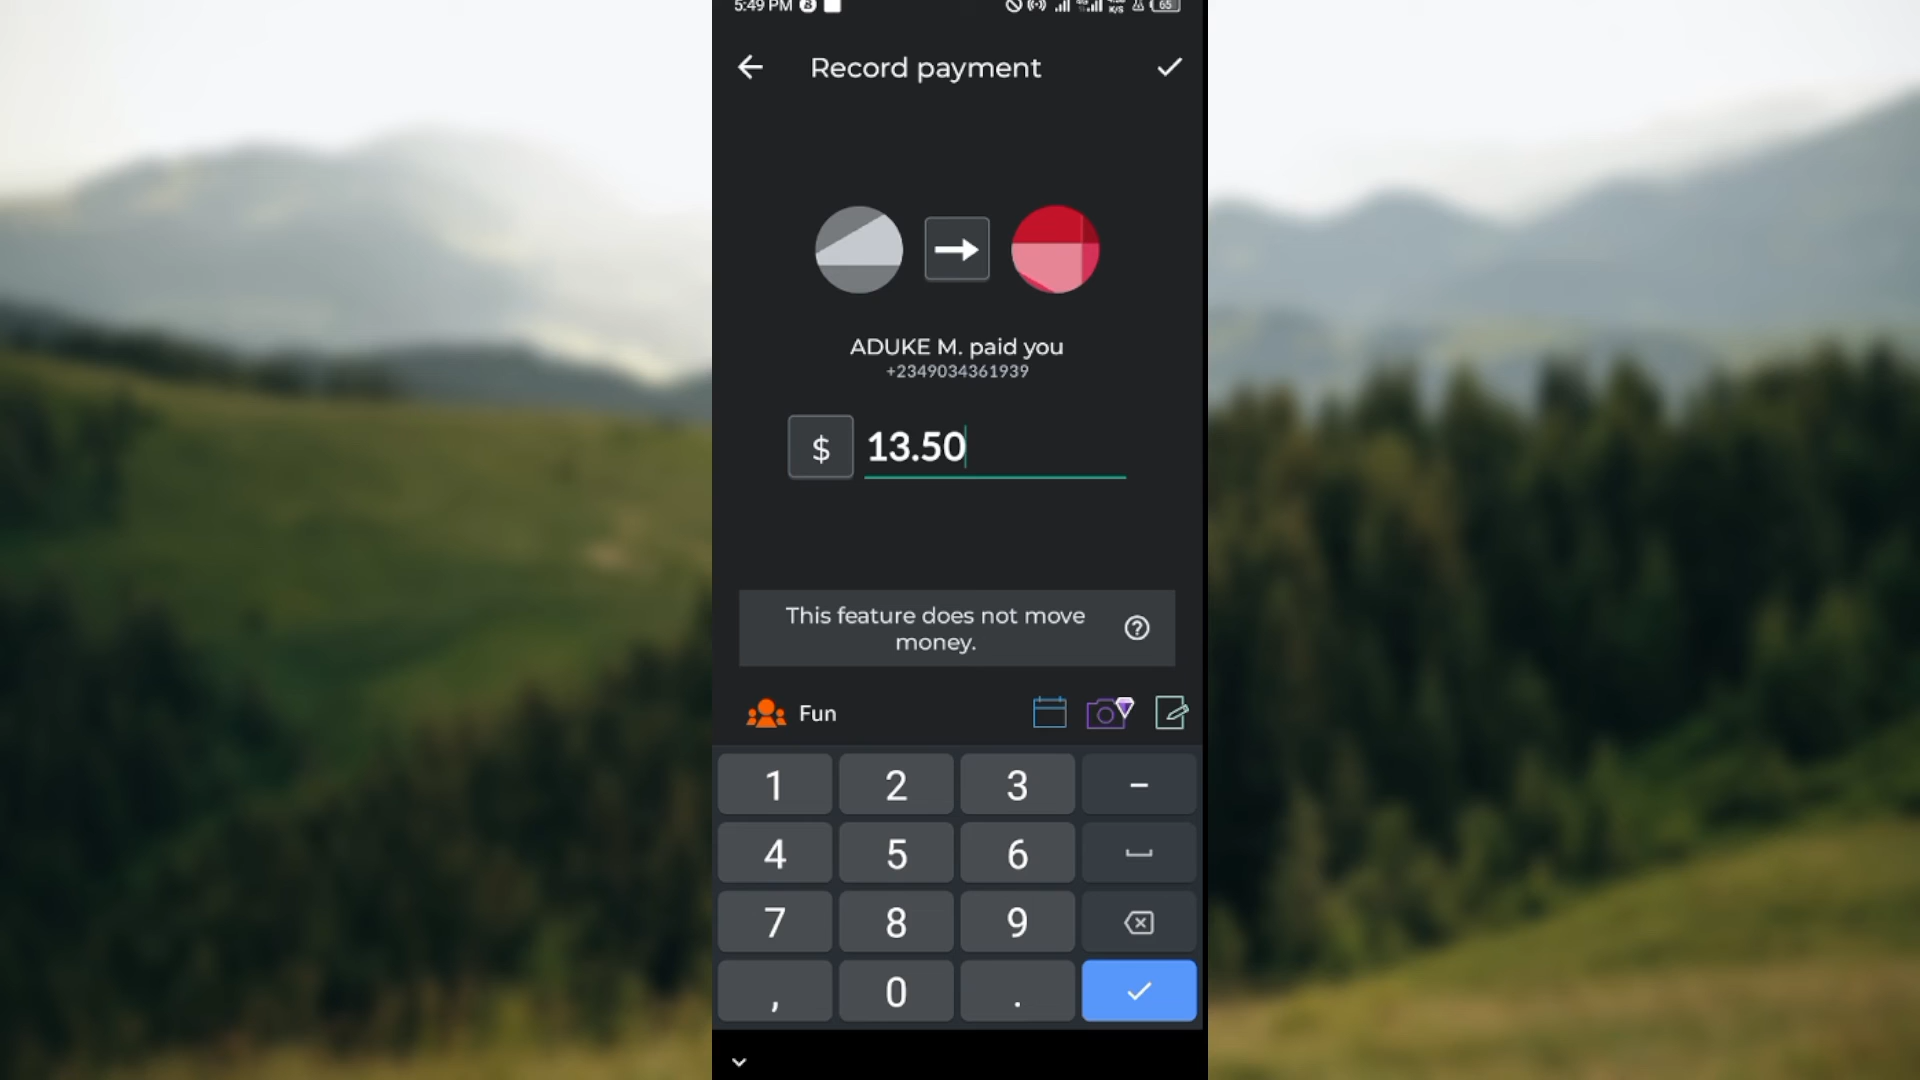 5:49 PM
65
Record payment
ADUKE M. paid you
+2349034361939
$ 13.50
This feature does not move
money.
Fun
1 2 3 -
4 5 6
7 8 9
, 0 .